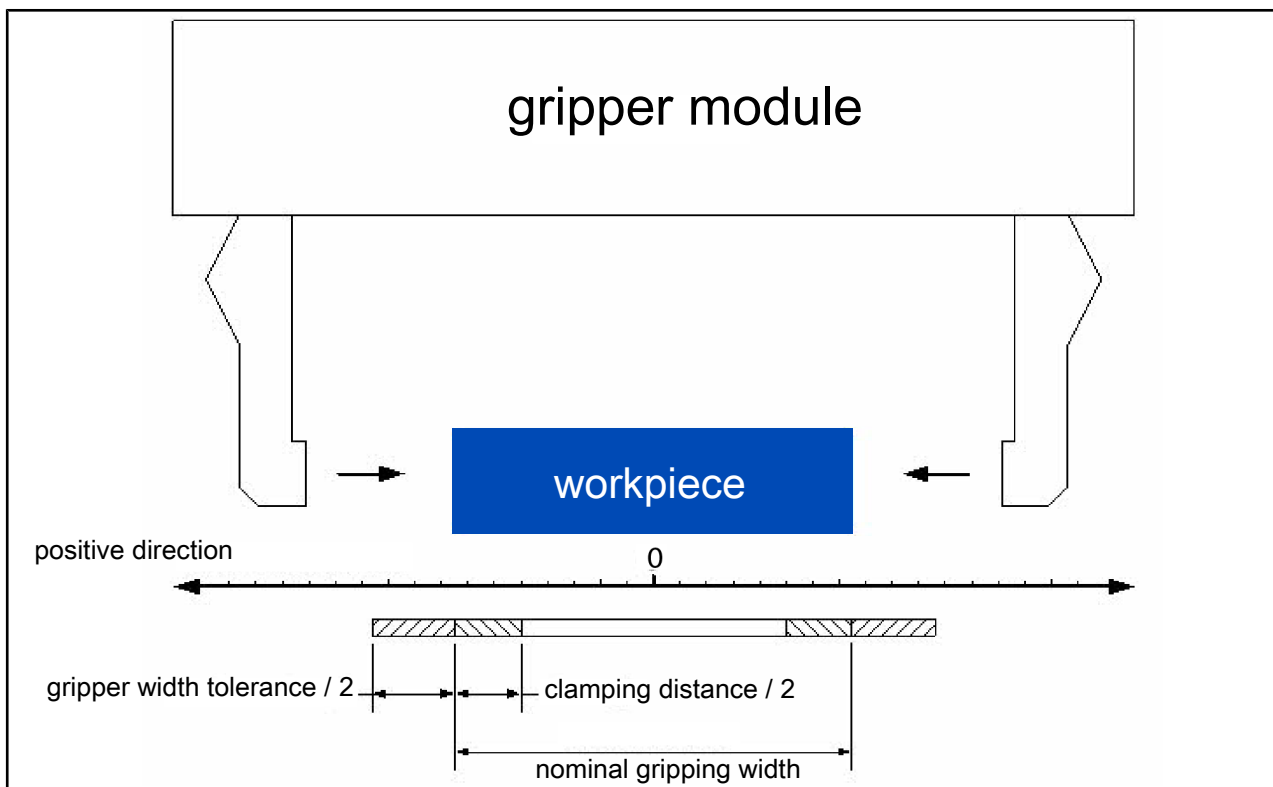 gripper module
workpiece
positive direction
0
gripper width tolerance / 2
clamping distance / 2
nominal gripping width